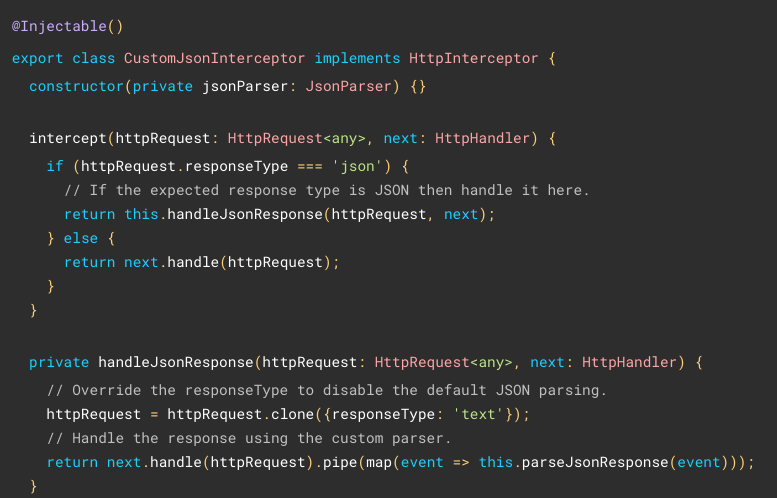 @Injectable()
export class CustomJsonInterceptor implements HttpInterceptor {
  constructor(private jsonParser: JsonParser) {}

  intercept(httpRequest: HttpRequest<any>, next: HttpHandler) {
    if (httpRequest.responseType === 'json') {
      // If the expected response type is JSON then handle it here.
      return this.handleJsonResponse(httpRequest, next);
    } else {
      return next.handle(httpRequest);
    }
  }

  private handleJsonResponse(httpRequest: HttpRequest<any>, next: HttpHandler) {
    // Override the responseType to disable the default JSON parsing.
    httpRequest = httpRequest.clone({responseType: 'text'});
    // Handle the response using the custom parser.
    return next.handle(httpRequest).pipe(map(event => this.parseJsonResponse(event)));
  }